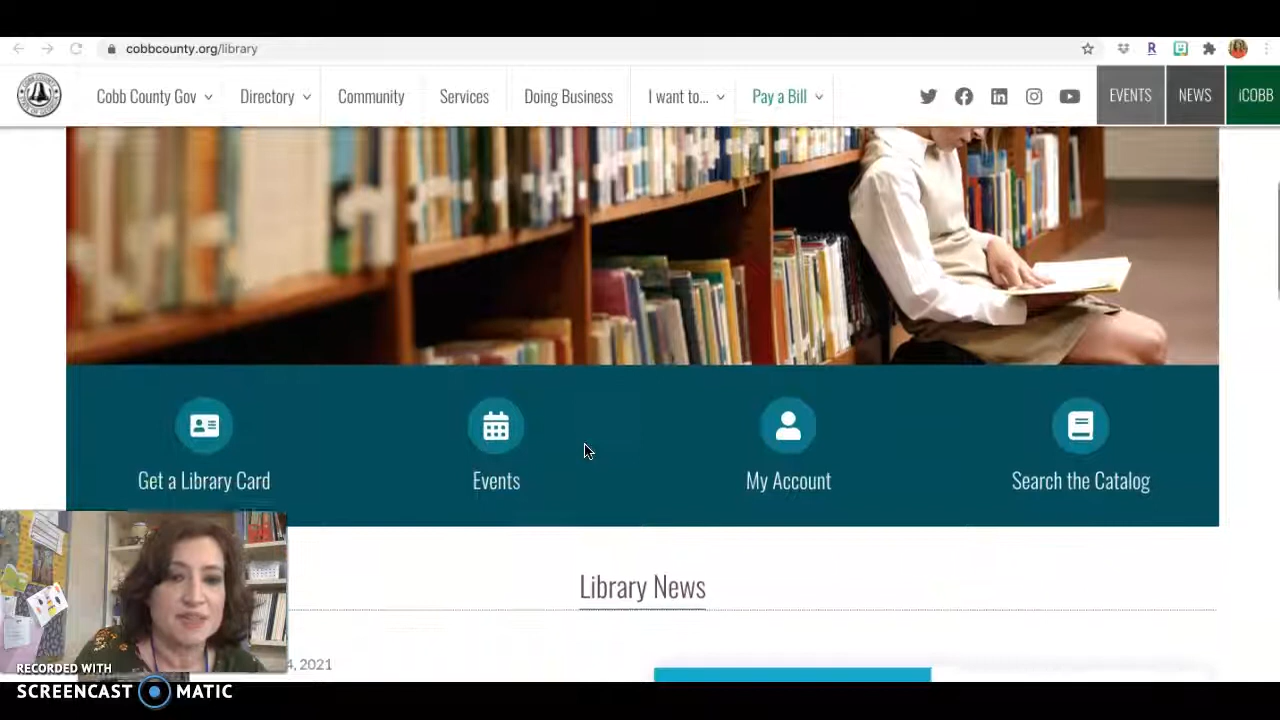 cobbcounty.org/library
Cobb County Gov
Directory
Community
Services
Doing Business
I want to...
Pay a Bill
EVENTS
NEWS
iCOBB
Get a Library Card
Events
My Account
Search the Catalog
Library News
4, 2021
RECORDED WITH
SCREENCAST MATIC